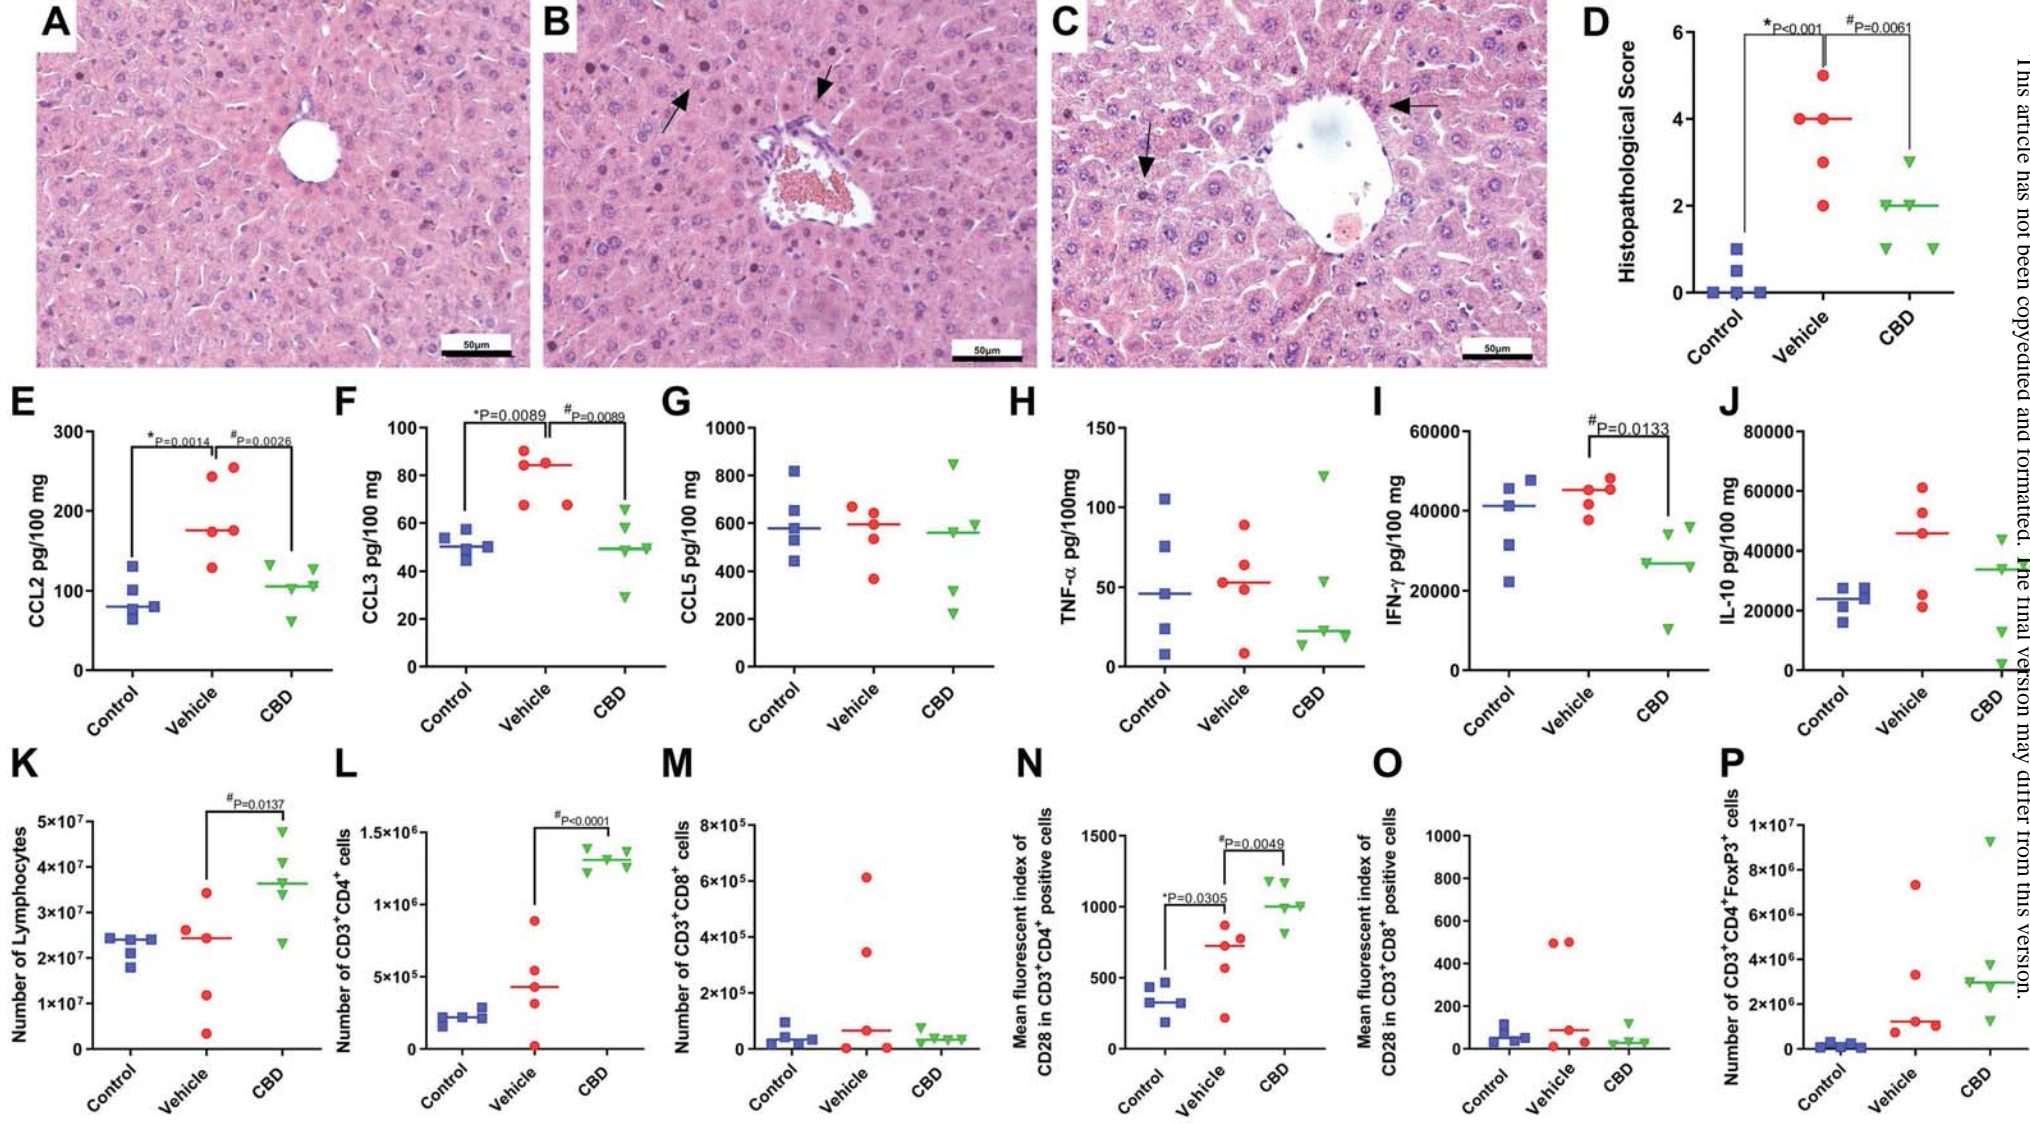 A
50µm
B
50µm
C
50µm
D
Histopathological Score
6
4
2
0
*P<0.001
#P=0.0061
Control
Vehicle
CBD
E
CCL2 pg/100 mg
300
200
100
0
*P=0.0014
#P=0.0026
Control
Vehicle
CBD
F
CCL3 pg/100 mg
100
80
60
40
20
0
*P=0.0089
#P=0.0089
Control
Vehicle
CBD
G
CCL5 pg/100 mg
1000
800
600
400
200
0
Control
Vehicle
CBD
H
TNF-α pg/100mg
150
100
50
0
Control
Vehicle
CBD
I
IFN-γ pg/100 mg
60000
40000
20000
0
#P=0.0133
Control
Vehicle
CBD
J
IL-10 pg/100 mg
80000
60000
40000
20000
0
Control
Vehicle
CBD
K
Number of Lymphocytes
5×10⁷
4×10⁷
3×10⁷
2×10⁷
1×10⁷
0
#P=0.0137
Control
Vehicle
CBD
L
Number of CD3⁺CD4⁺ cells
1.5×10⁶
1×10⁶
5×10⁵
0
#P<0.0001
Control
Vehicle
CBD
M
Number of CD3⁺CD8⁺ cells
8×10⁵
6×10⁵
4×10⁵
2×10⁵
0
Control
Vehicle
CBD
N
Mean fluorescent index of
CD28 in CD3⁺CD4⁺ positive cells
1500
1000
500
0
*P=0.0305
#P=0.0049
Control
Vehicle
CBD
O
Mean fluorescent index of
CD28 in CD3⁺CD8⁺ positive cells
1000
800
600
400
200
0
Control
Vehicle
CBD
P
Number of CD3⁺CD4⁺FoxP3⁺ cells
1×10⁷
8×10⁶
6×10⁶
4×10⁶
2×10⁶
0
Control
Vehicle
CBD
This article has not been copyedited and formatted. The final version may differ from this version.